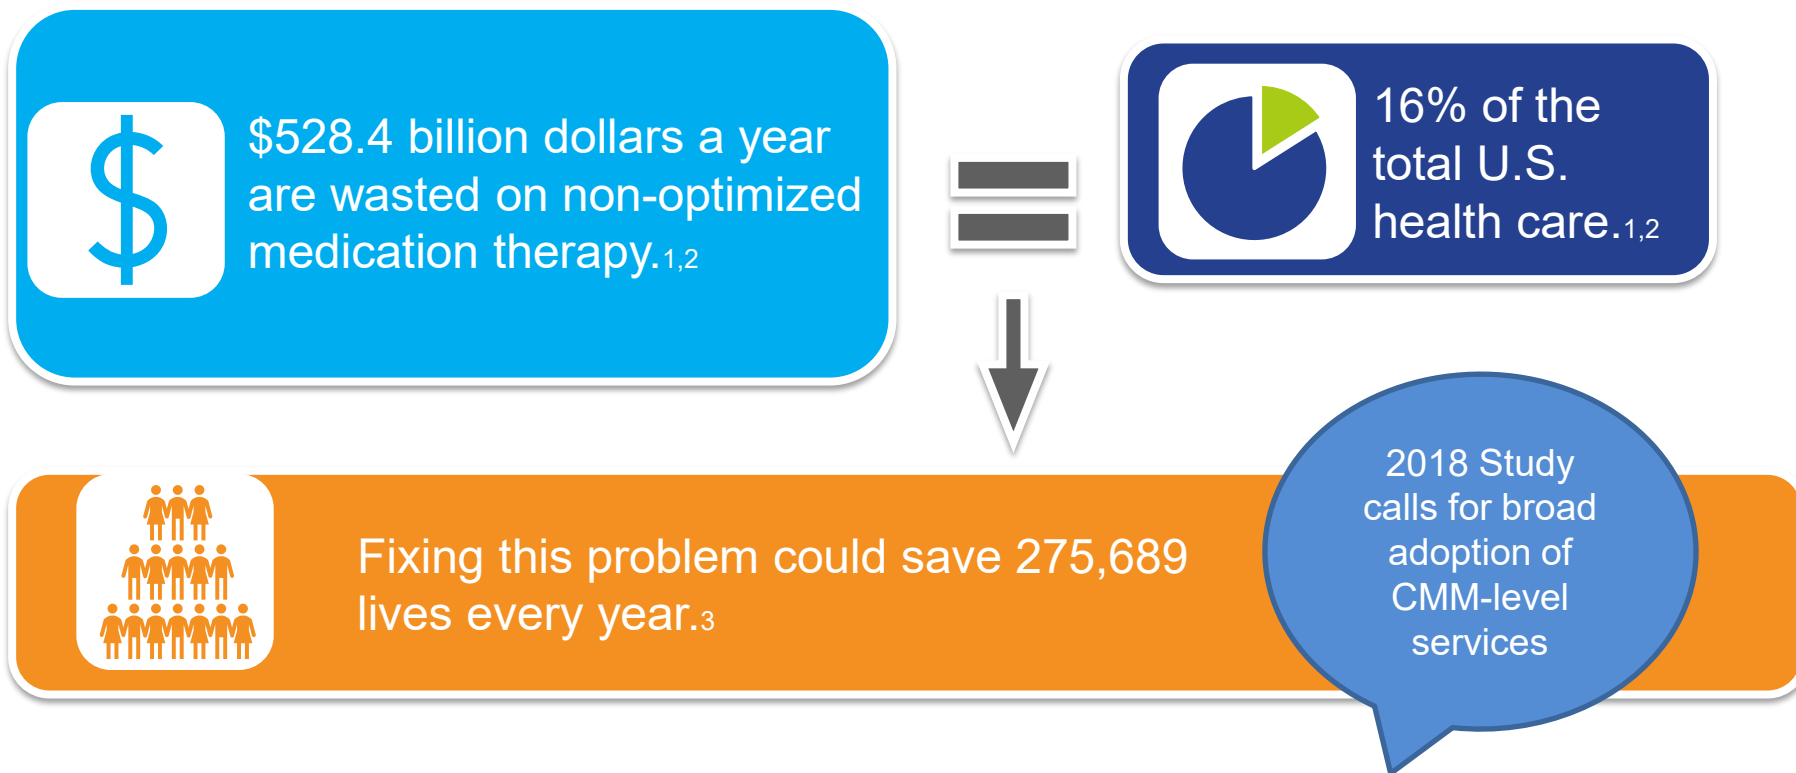 $528.4 billion dollars a year
are wasted on non-optimized
medication therapy.1,2
16% of the
total U.S.
health care.1,2
Fixing this problem could save 275,689
lives every year.3
2018 Study
calls for broad
adoption of
CMM-level
services